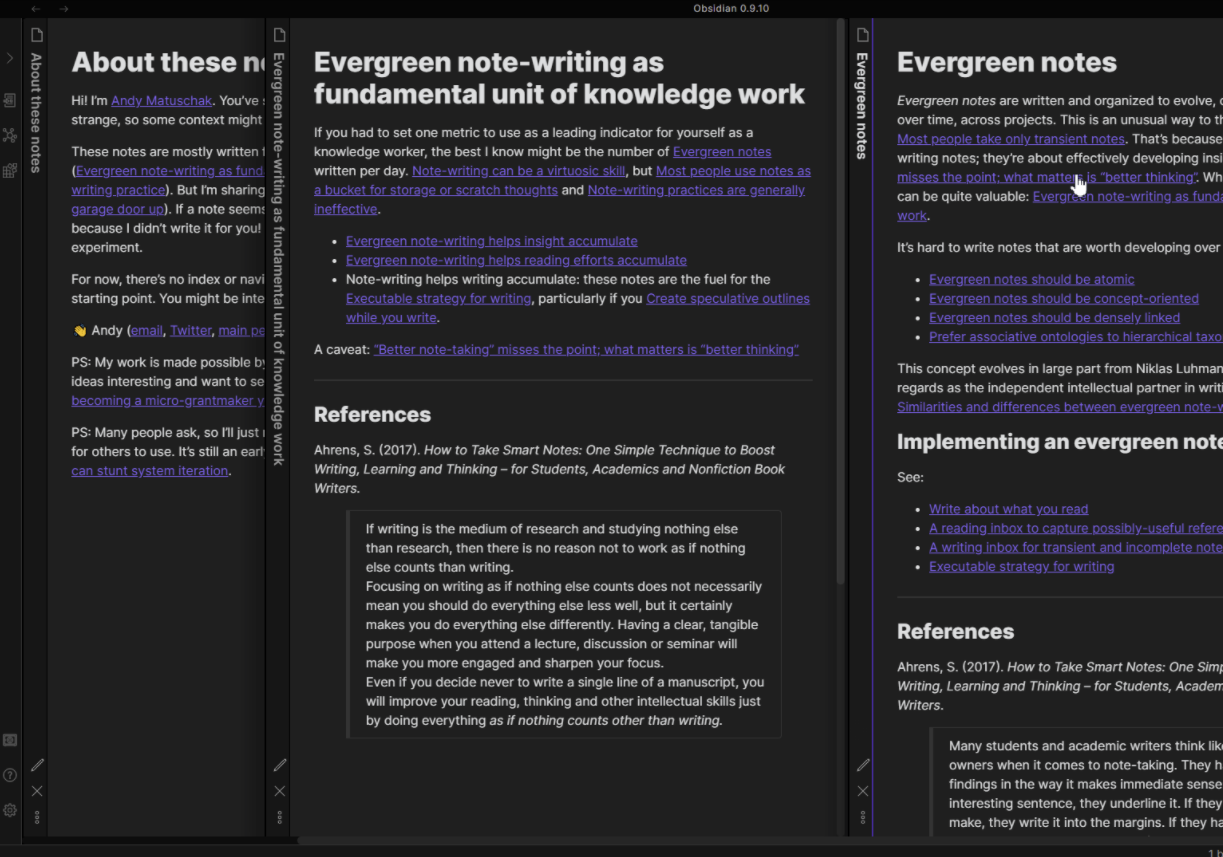 Obsidian 0.9.10
About these notes
About these no
Hi! I'm Andy Matuschak. You've s
strange, so some context might
These notes are mostly written f
(Evergreen note-writing as fund
writing practice). But I'm sharing
garage door up). If a note seems
because I didn't write it for you!
experiment.
For now, there's no index or navi
starting point. You might be inte
👋 Andy (email, Twitter, main pe
PS: My work is made possible by
ideas interesting and want to se
becoming a micro-grantmaker y
PS: Many people ask, so I'll just r
for others to use. It's still an earl
can stunt system iteration.
Evergreen note-writing as fundamental unit of knowledge work
Evergreen note-writing as
fundamental unit of knowledge work
If you had to set one metric to use as a leading indicator for yourself as a
knowledge worker, the best I know might be the number of Evergreen notes
written per day. Note-writing can be a virtuosic skill, but Most people use notes as
a bucket for storage or scratch thoughts and Note-writing practices are generally
ineffective.
• Evergreen note-writing helps insight accumulate
• Evergreen note-writing helps reading efforts accumulate
• Note-writing helps writing accumulate: these notes are the fuel for the
Executable strategy for writing, particularly if you Create speculative outlines
while you write.
A caveat: "Better note-taking" misses the point; what matters is "better thinking"
References
Ahrens, S. (2017). How to Take Smart Notes: One Simple Technique to Boost
Writing, Learning and Thinking – for Students, Academics and Nonfiction Book
Writers.
If writing is the medium of research and studying nothing else
than research, then there is no reason not to work as if nothing
else counts than writing.
Focusing on writing as if nothing else counts does not necessarily
mean you should do everything else less well, but it certainly
makes you do everything else differently. Having a clear, tangible
purpose when you attend a lecture, discussion or seminar will
make you more engaged and sharpen your focus.
Even if you decide never to write a single line of a manuscript, you
will improve your reading, thinking and other intellectual skills just
by doing everything as if nothing counts other than writing.
Evergreen notes
Evergreen notes
Evergreen notes are written and organized to evolve, c
over time, across projects. This is an unusual way to th
Most people take only transient notes. That's because
writing notes; they're about effectively developing insi
misses the point; what matters is "better thinking". Wh
can be quite valuable: Evergreen note-writing as funda
work.
It's hard to write notes that are worth developing over
• Evergreen notes should be atomic
• Evergreen notes should be concept-oriented
• Evergreen notes should be densely linked
• Prefer associative ontologies to hierarchical taxo
This concept evolves in large part from Niklas Luhman
regards as the independent intellectual partner in writi
Similarities and differences between evergreen note-w
Implementing an evergreen note
See:
• Write about what you read
• A reading inbox to capture possibly-useful refere
• A writing inbox for transient and incomplete note
• Executable strategy for writing
References
Ahrens, S. (2017). How to Take Smart Notes: One Simp
Writing, Learning and Thinking – for Students, Academ
Writers.
Many students and academic writers think like
owners when it comes to note-taking. They ha
findings in the way it makes immediate sense
interesting sentence, they underline it. If they
make, they write it into the margins. If they ha
1 b